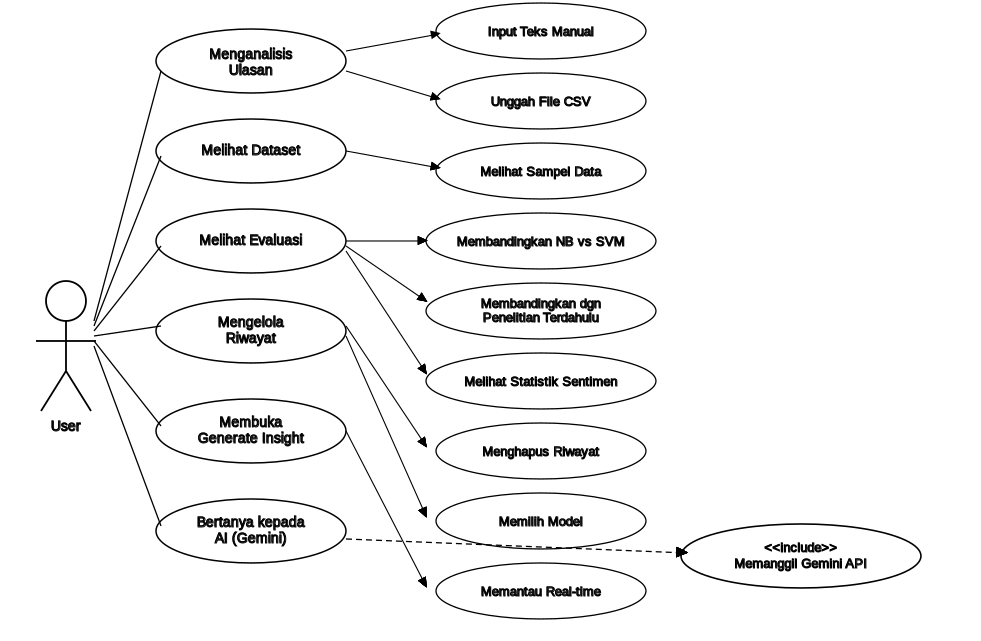 Menganalisis
Ulasan
Melihat Dataset
Melihat Evaluasi
Mengelola
Riwayat
Membuka
Generate Insight
Bertanya kepada
AI (Gemini)
User
Input Teks Manual
Unggah File CSV
Melihat Sampel Data
Membandingkan NB vs SVM
Membandingkan dgn
Penelitian Terdahulu
Melihat Statistik Sentimen
Menghapus Riwayat
Memilih Model
Memantau Real-time
<<include>>
Memanggil Gemini API